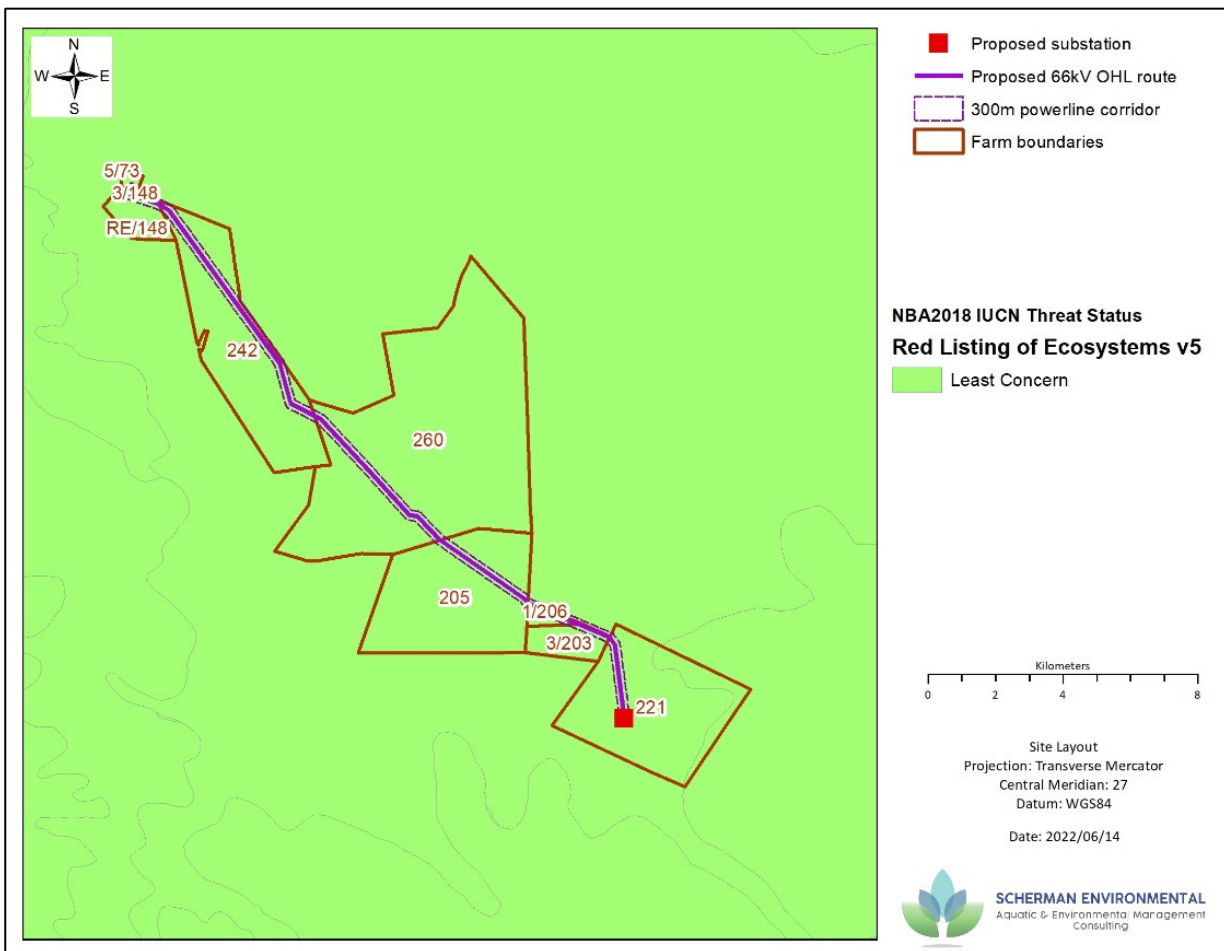 N
W E
S
5/73
3/148
RE/148
242
260
205
1/206
3/203
221
Proposed substation
Proposed 66kV OHL route
300m powerline corridor
Farm boundaries
NBA2018 IUCN Threat Status
Red Listing of Ecosystems v5
Least Concern
Kilometers
0 2 4 6 8
Site Layout
Projection: Transverse Mercator
Central Meridian: 27
Datum: WGS84
Date: 2022/06/14
SCHERMAN ENVIRONMENTAL
Aquatic & Environmental Management
Consulting